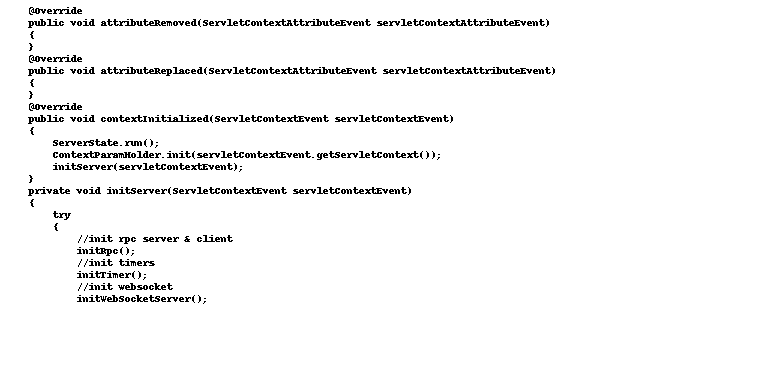 @Override
public void attributeRemoved(ServletContextAttributeEvent servletContextAttributeEvent)
{
}
@Override
public void attributeReplaced(ServletContextAttributeEvent servletContextAttributeEvent)
{
}
@Override
public void contextInitialized(ServletContextEvent servletContextEvent)
{
ServerState.run();
ContextParamHolder.init(servletContextEvent.getServletContext());
initServer(servletContextEvent);
}
private void initServer(ServletContextEvent servletContextEvent)
{
try
{
//init rpc server & client
initRpc();
//init timers
initTimer();
//init websocket
initWebSocketServer();